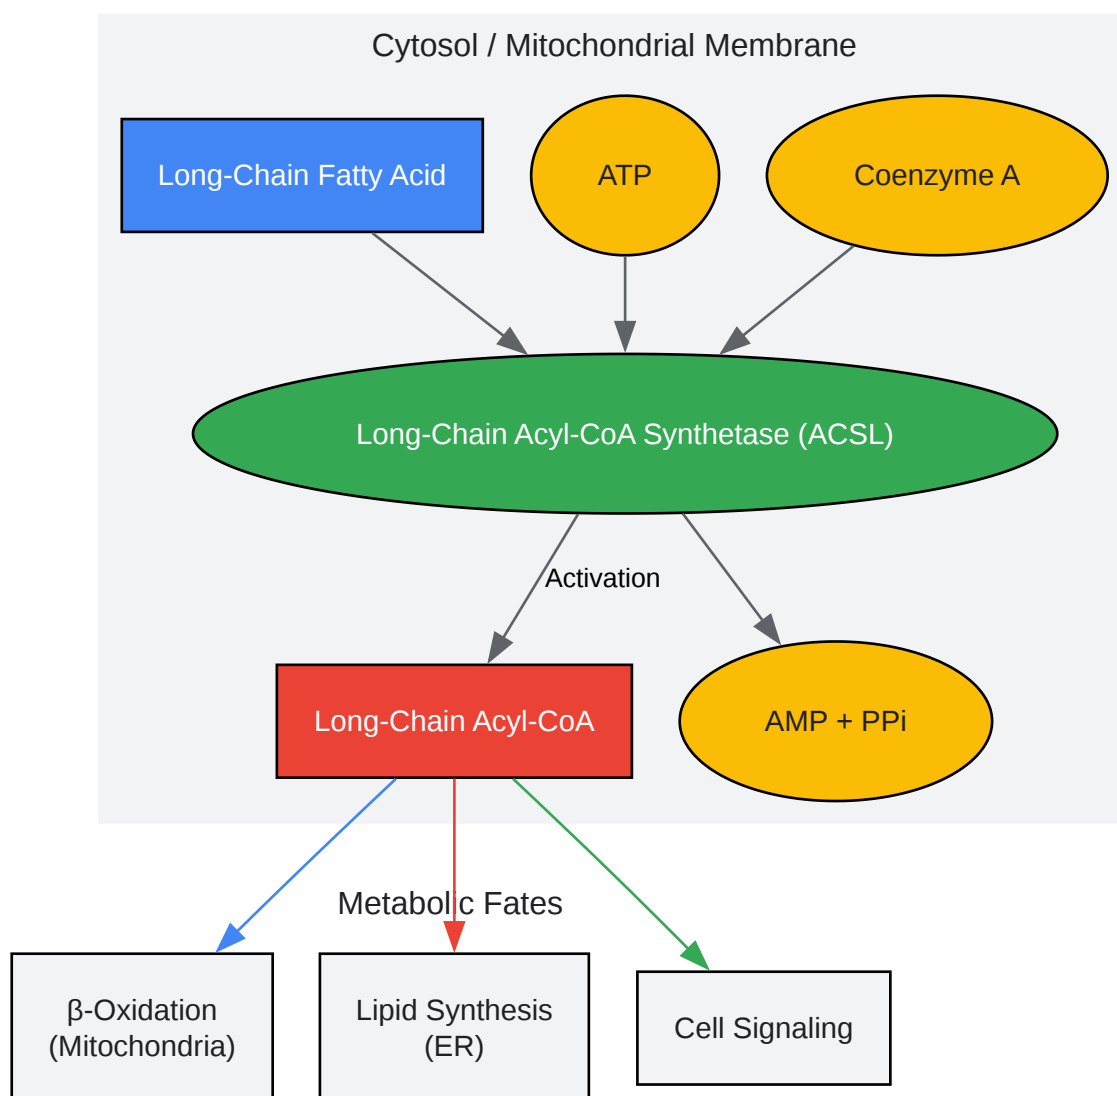 Cytosol / Mitochondrial Membrane
Long-Chain Fatty Acid
ATP
Coenzyme A
Long-Chain Acyl-CoA Synthetase (ACSL)
Activation
Long-Chain Acyl-CoA
AMP + PPi
Metabolic Fates
β-Oxidation
(Mitochondria)
Lipid Synthesis
(ER)
Cell Signaling